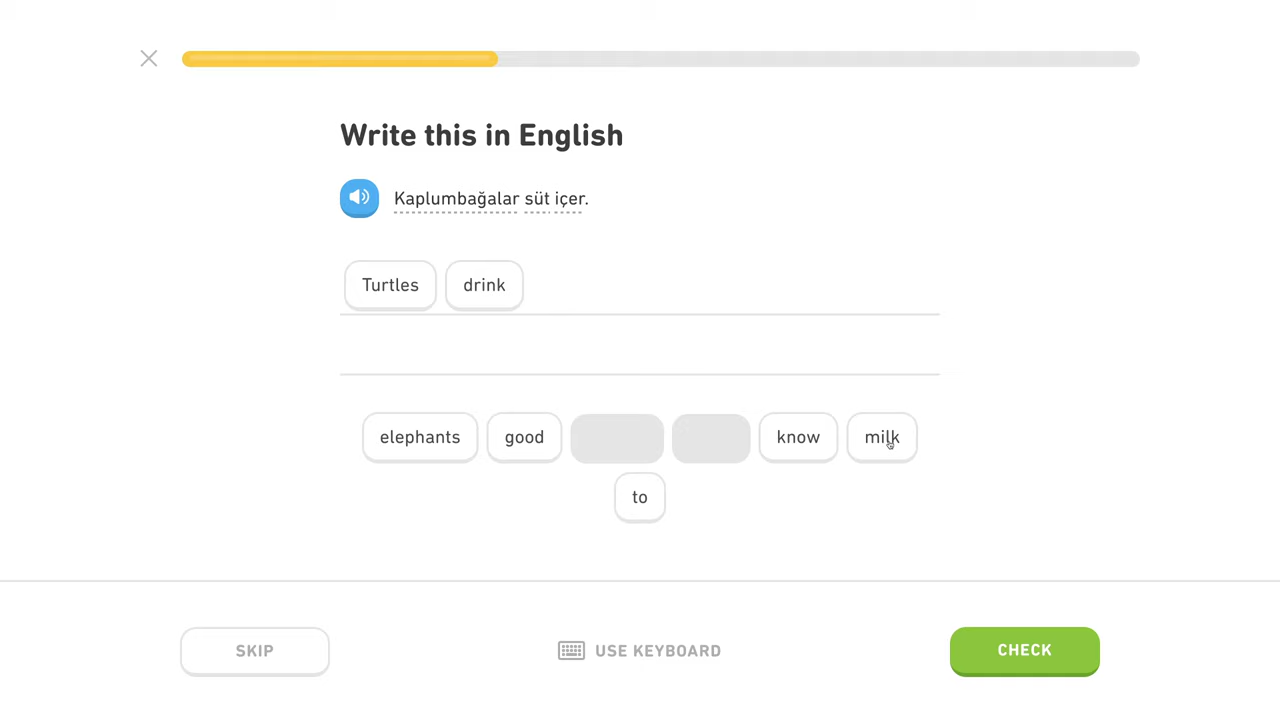 Write this in English
Kaplumbağalar süt içer.
Turtles drink
elephants good know milk
to
SKIP USE KEYBOARD CHECK